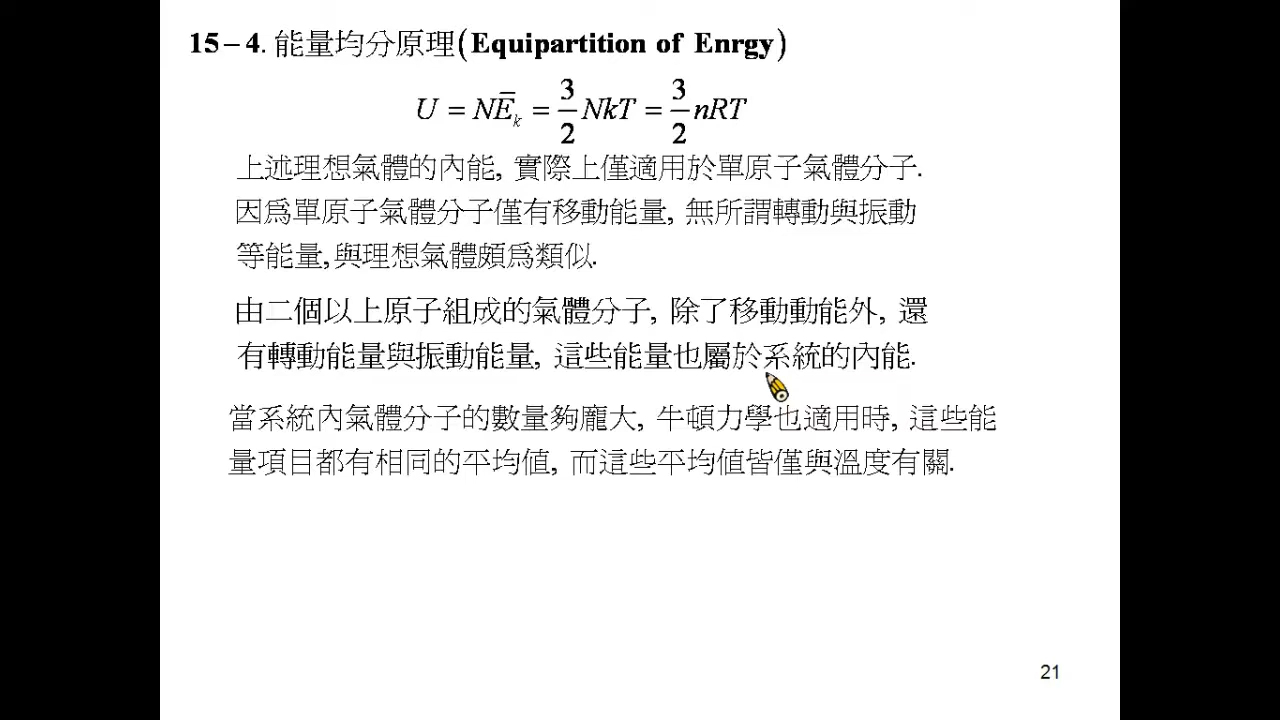 15－4. 能量均分原理(Equipartition of Enrgy)
U = NE̅ₖ = 3/2 NkT = 3/2 nRT
上述理想氣體的內能, 實際上僅適用於單原子氣體分子.
因為單原子氣體分子僅有移動能量, 無所謂轉動與振動
等能量,與理想氣體頗為類似.
由二個以上原子組成的氣體分子, 除了移動動能外, 還
有轉動能量與振動能量, 這些能量也屬於系統的內能.
當系統內氣體分子的數量夠龐大, 牛頓力學也適用時, 這些能
量項目都有相同的平均值, 而這些平均值皆僅與溫度有關.
21